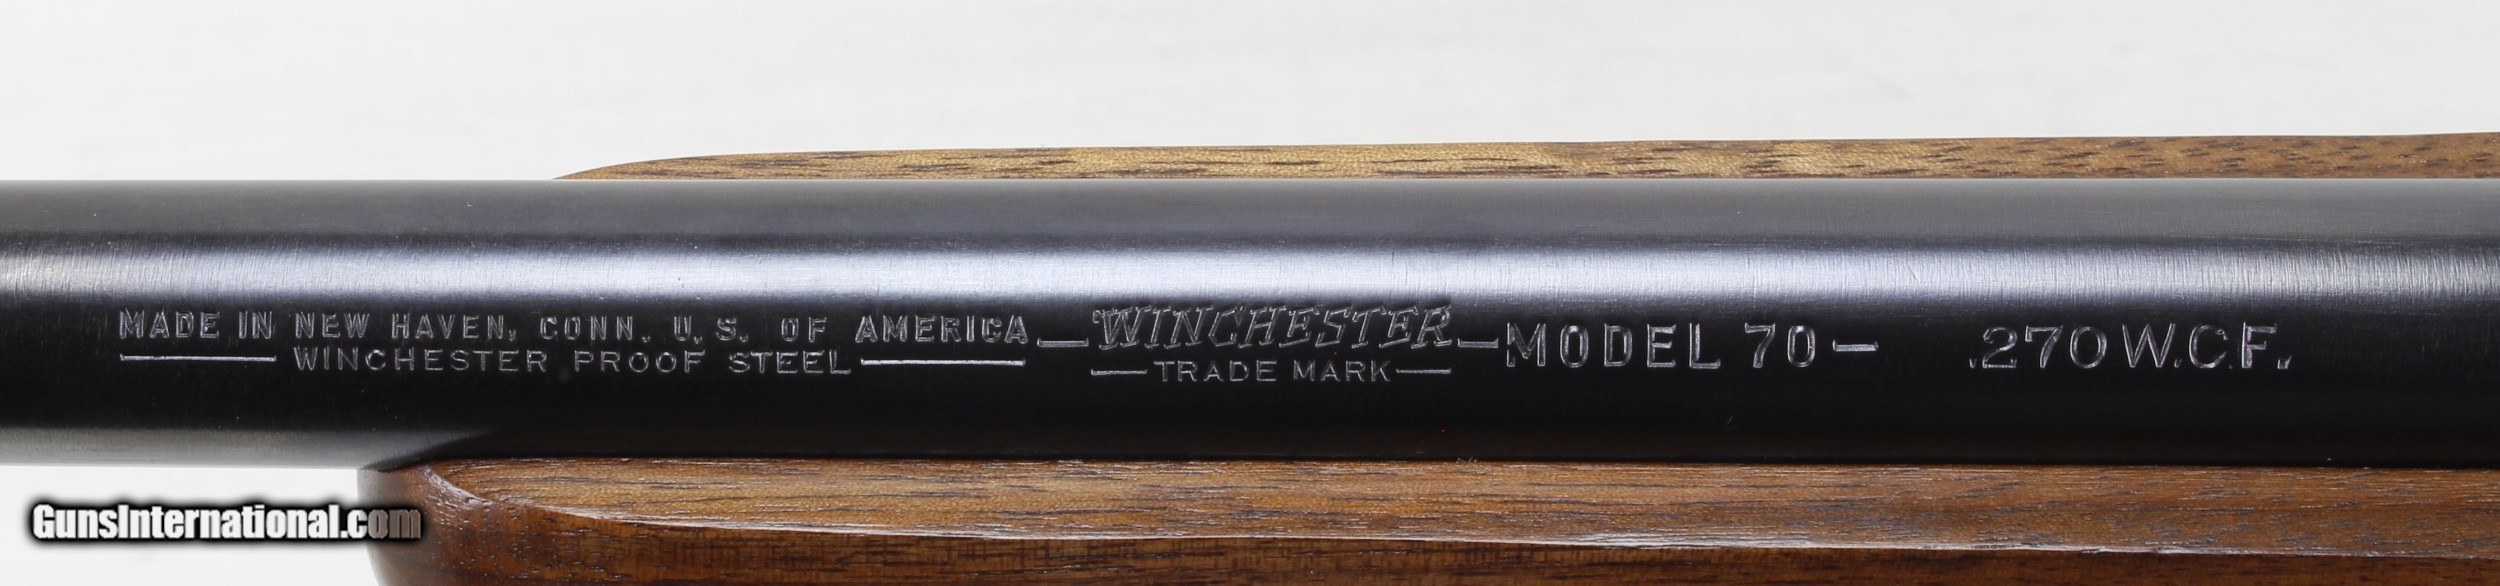 MADE IN NEW HAVEN, CONN. U.S. OF AMERICA
WINCHESTER PROOF STEEL
—WINCHESTER—
—TRADE MARK—
MODEL 70— .270 W.C.F.
GunsInternational.com